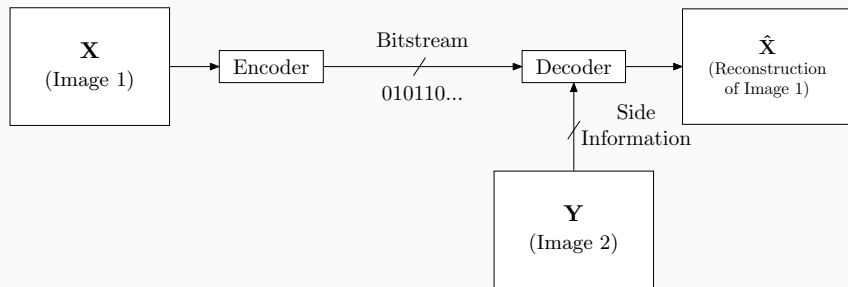 X
(Image 1)
Encoder
Bitstream
010110...
Decoder
X̂
(Reconstruction
of Image 1)
Side
Information
Y
(Image 2)